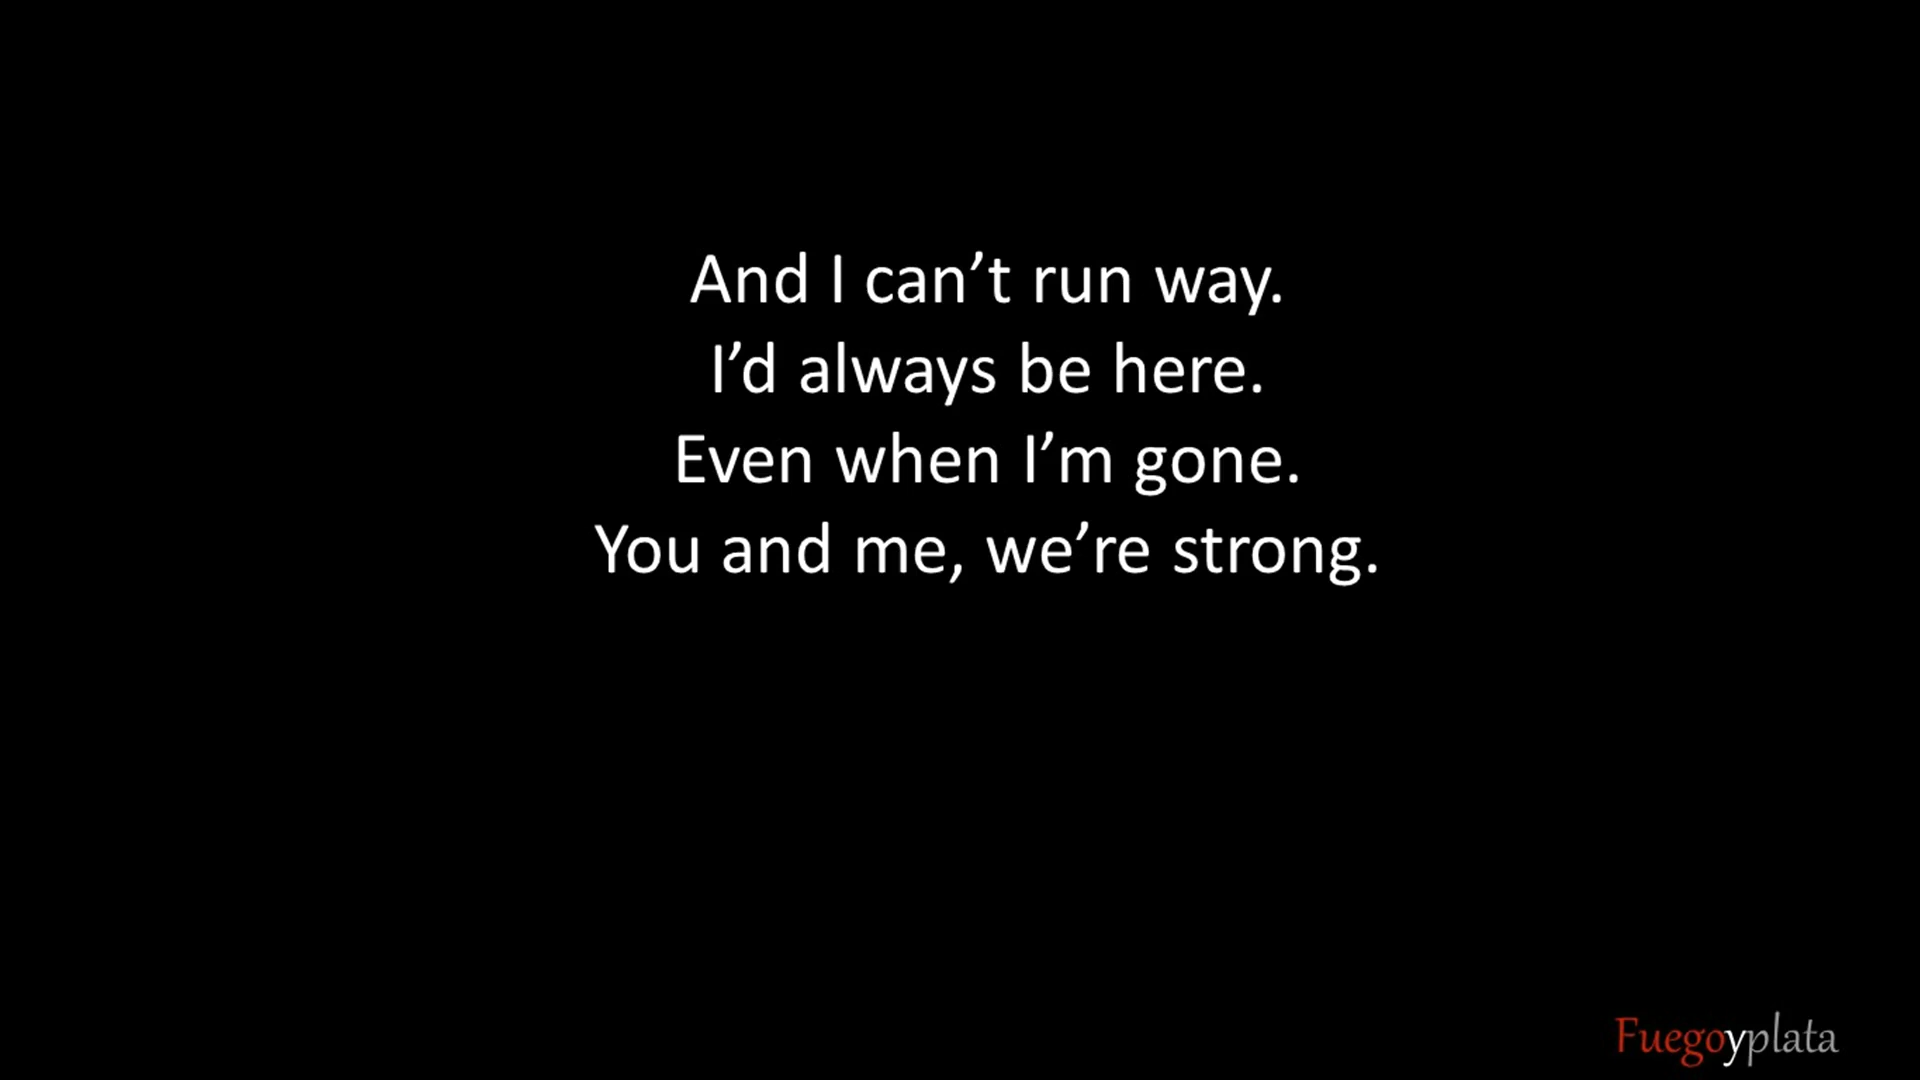 And I can’t run way.
I’d always be here.
Even when I’m gone.
You and me, we’re strong.
Fuegoyplata